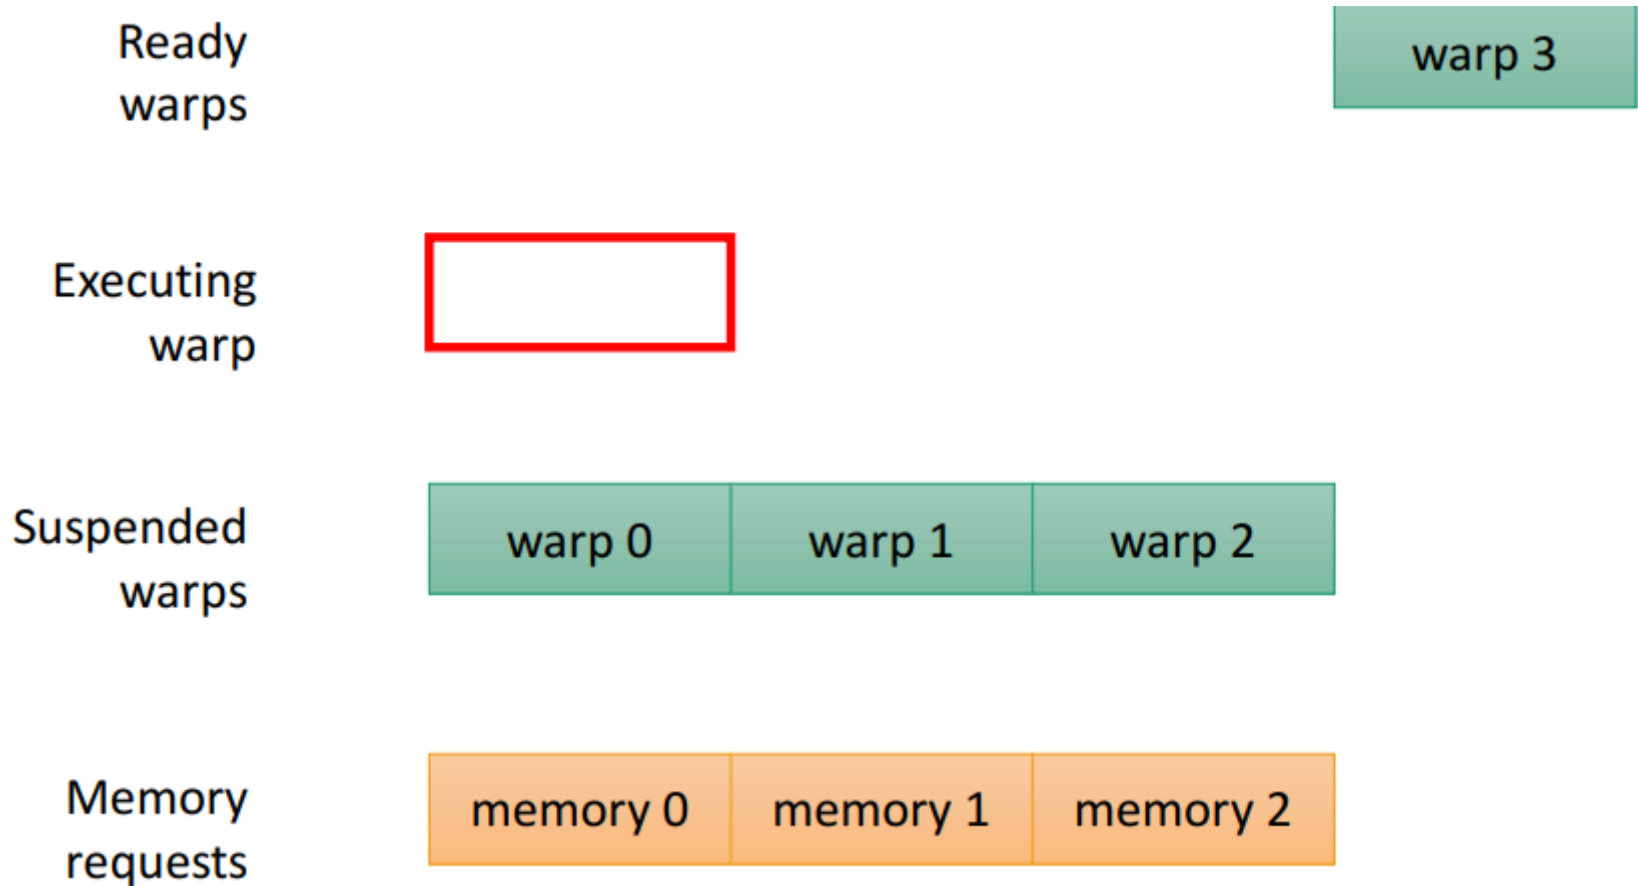 Ready
warps
warp 3
Executing
warp
Suspended
warps
warp 0
warp 1
warp 2
Memory
requests
memory 0
memory 1
memory 2